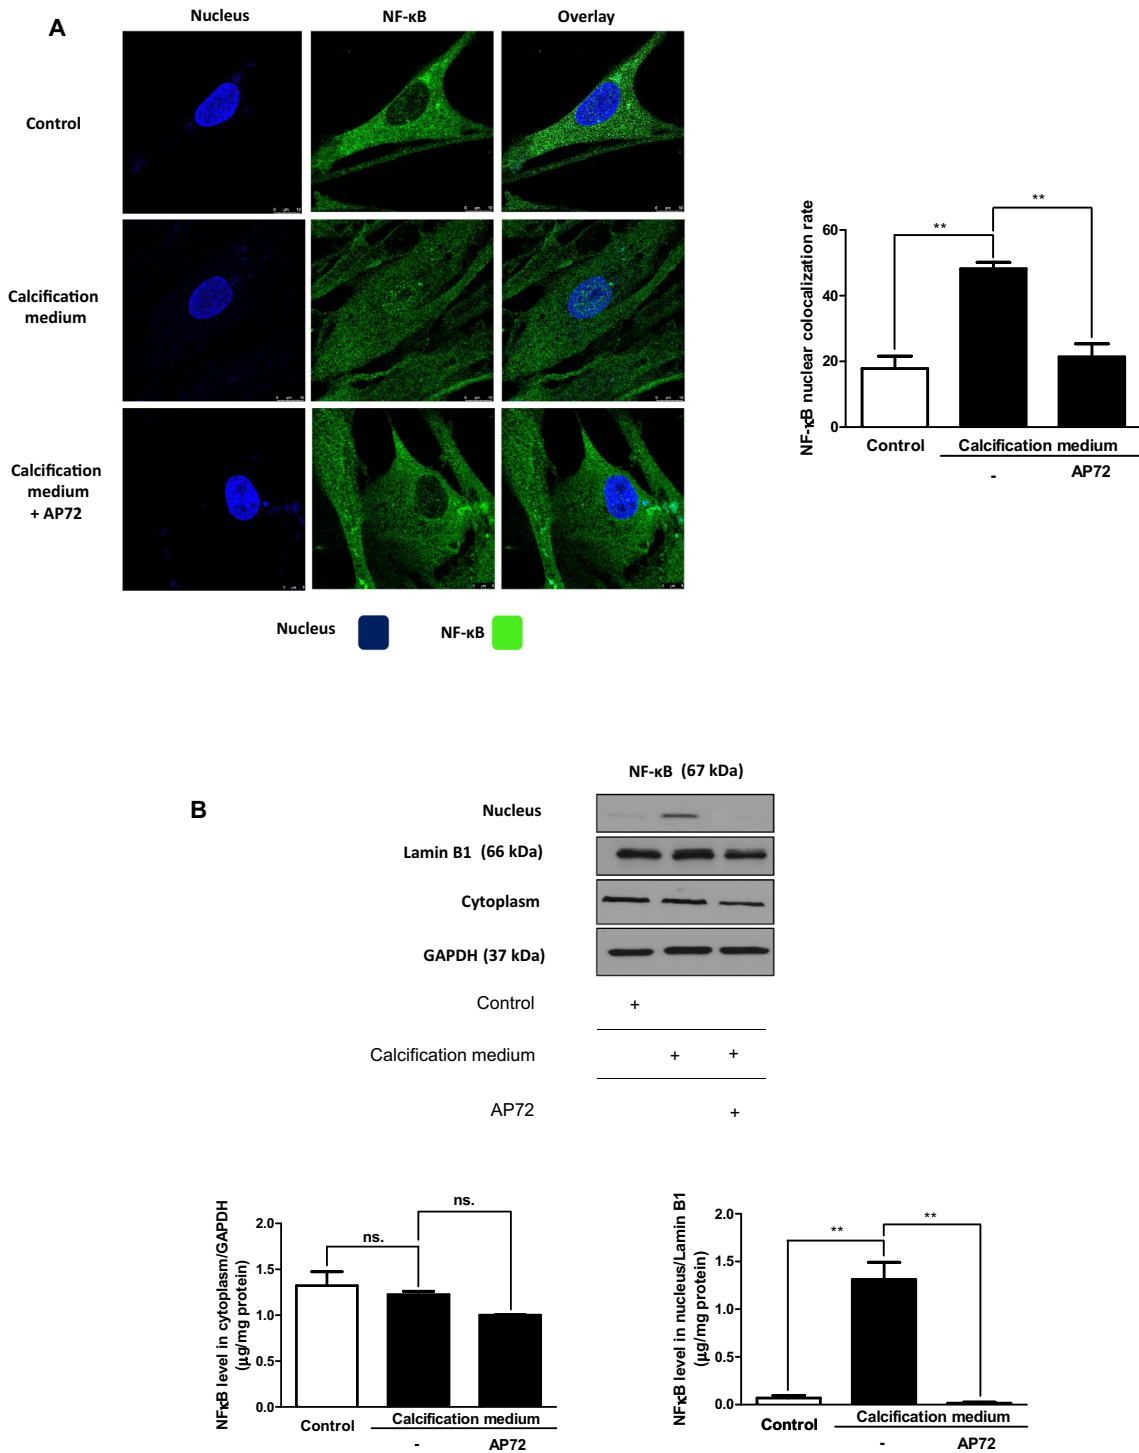 A
Nucleus NF-κB Overlay
Control
Calcification
medium
Calcification
medium
+ AP72
Nucleus NF-κB
NF-κB nuclear colocalization rate
60
40
20
0
** **
Control Calcification medium
- AP72
B
NF-κB (67 kDa)
Nucleus
Lamin B1 (66 kDa)
Cytoplasm
GAPDH (37 kDa)
Control +
Calcification medium + +
AP72 +
NFκB level in cytoplasm/GAPDH
(µg/mg protein)
2.0
1.5
1.0
0.5
0.0
ns. ns.
Control Calcification medium
- AP72
NFκB level in nucleus/Lamin B1
(µg/mg protein)
2.0
1.5
1.0
0.5
0.0
** **
Control Calcification medium
- AP72